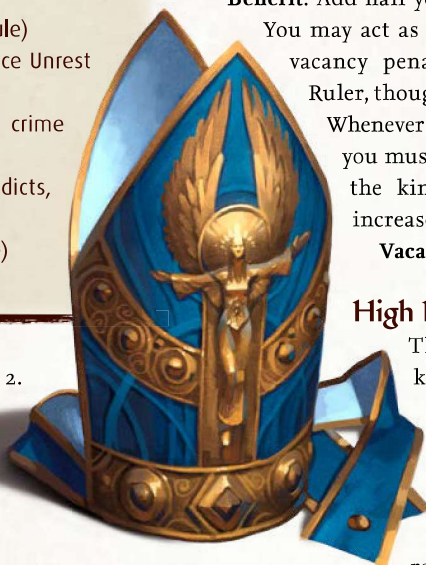 ce Unrest
crime
dicts,
2.
Benefit: Add half yo
You may act as
vacancy pena
Ruler, thoug
Whenever
you mus
the kin
increase
Vaca
High
Th
k